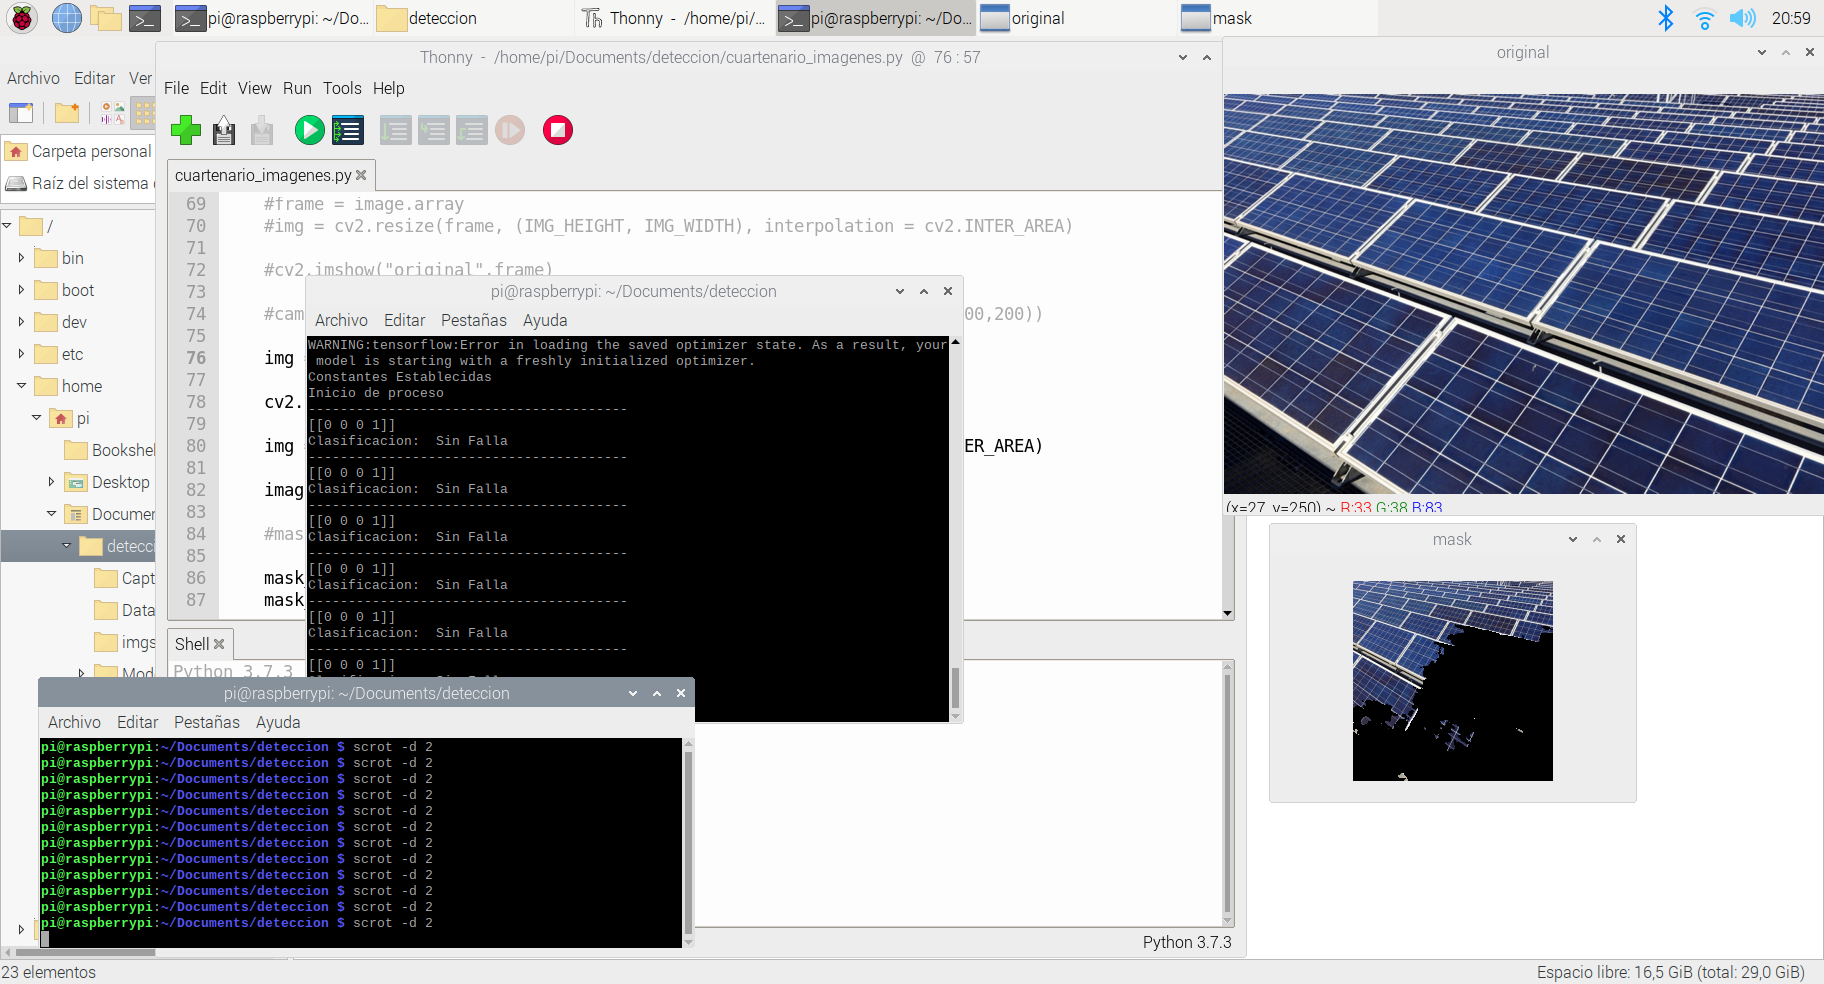 pi@raspberrypi: ~/Do...
deteccion
Thonny - /home/pi/...
pi@raspberrypi: ~/Do...
original
mask
20:59
Archivo Editar Ver
Carpeta personal
Raíz del sistema
/
bin
boot
dev
etc
home
pi
Bookshel
Desktop
Documen
detecci
Capt
Data
imgs
Mod
23 elementos
Espacio libre: 16,5 GiB (total: 29,0 GiB)
Thonny - /home/pi/Documents/deteccion/cuartenario_imagenes.py @ 76 : 57
File Edit View Run Tools Help
cuartenario_imagenes.py
69 #frame = image.array
70 #img = cv2.resize(frame, (IMG_HEIGHT, IMG_WIDTH), interpolation = cv2.INTER_AREA)
71
72 #cv2.imshow("original",frame)
73
74 #cam 00,200))
75
76 img
77
78 cv2.
79
80 img ER_AREA)
81
82 imag
83
84 #mas
85
86 mask
87 mask
Shell
Python 3.7.3
Python 3.7.3
pi@raspberrypi: ~/Documents/deteccion
Archivo Editar Pestañas Ayuda
WARNING:tensorflow:Error in loading the saved optimizer state. As a result, your
model is starting with a freshly initialized optimizer.
Constantes Establecidas
Inicio de proceso
----------------------------------------
[[0 0 0 1]]
Clasificacion:  Sin Falla
----------------------------------------
[[0 0 0 1]]
Clasificacion:  Sin Falla
----------------------------------------
[[0 0 0 1]]
Clasificacion:  Sin Falla
----------------------------------------
[[0 0 0 1]]
Clasificacion:  Sin Falla
----------------------------------------
[[0 0 0 1]]
Clasificacion:  Sin Falla
----------------------------------------
[[0 0 0 1]]
pi@raspberrypi: ~/Documents/deteccion
Archivo Editar Pestañas Ayuda
pi@raspberrypi:~/Documents/deteccion $ scrot -d 2
pi@raspberrypi:~/Documents/deteccion $ scrot -d 2
pi@raspberrypi:~/Documents/deteccion $ scrot -d 2
pi@raspberrypi:~/Documents/deteccion $ scrot -d 2
pi@raspberrypi:~/Documents/deteccion $ scrot -d 2
pi@raspberrypi:~/Documents/deteccion $ scrot -d 2
pi@raspberrypi:~/Documents/deteccion $ scrot -d 2
pi@raspberrypi:~/Documents/deteccion $ scrot -d 2
pi@raspberrypi:~/Documents/deteccion $ scrot -d 2
pi@raspberrypi:~/Documents/deteccion $ scrot -d 2
pi@raspberrypi:~/Documents/deteccion $ scrot -d 2
pi@raspberrypi:~/Documents/deteccion $ scrot -d 2
original
(x=27, y=250) ~ R:33 G:38 B:83
mask